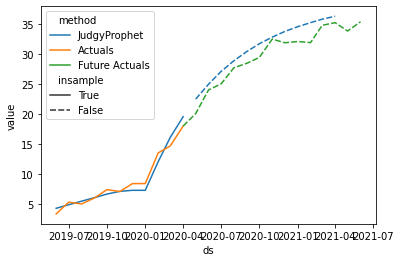 method
JudgyProphet
Actuals
Future Actuals
insample
True
False
35
30
25
20
15
10
5
value
2019-07 2019-10 2020-01 2020-04 2020-07 2020-10 2021-01 2021-04 2021-07
ds